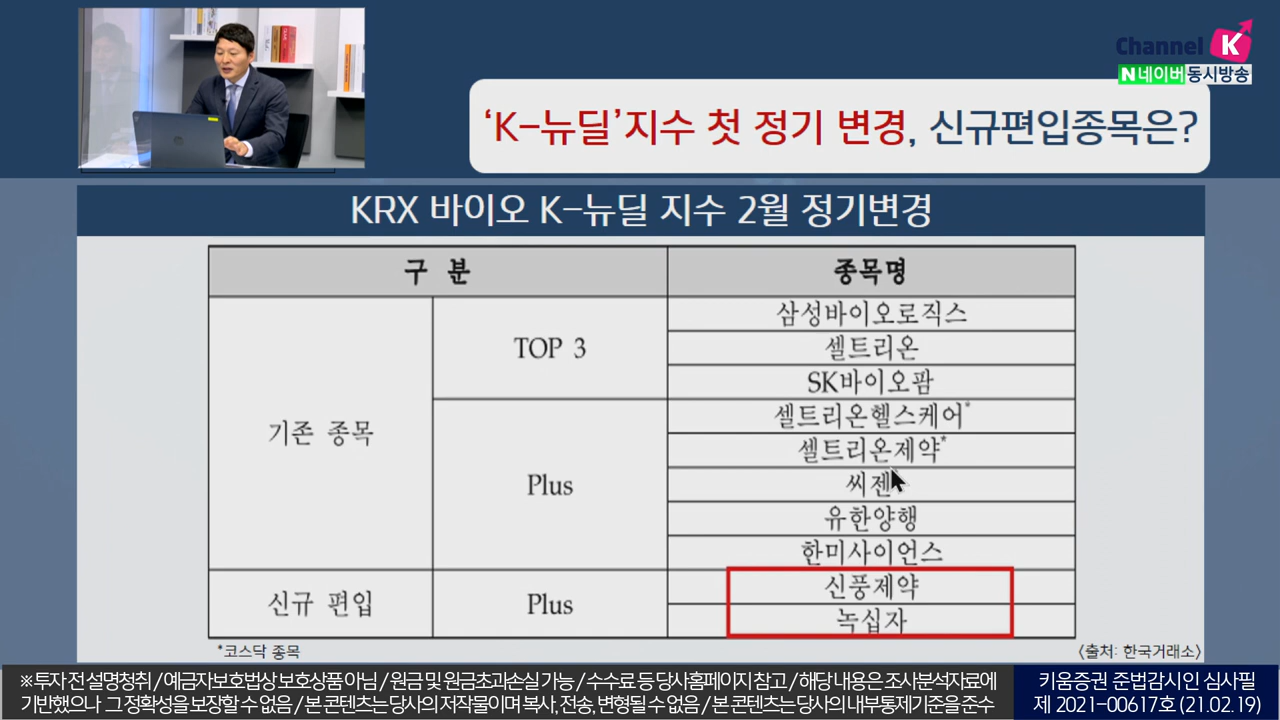 Channel K
N 네이버 동시방송
‘K-뉴딜’지수 첫 정기 변경, 신규편입종목은?
KRX 바이오 K-뉴딜 지수 2월 정기변경
구 분 종목명
기존 종목
TOP 3
삼성바이오로직스
셀트리온
SK바이오팜
Plus
셀트리온헬스케어*
셀트리온제약*
씨젠
유한양행
한미사이언스
신규 편입
Plus
신풍제약
녹십자
*코스닥 종목
<출처: 한국거래소>
※ 투자 전 설명청취 / 예금자보호법상 보호상품 아님 / 원금 및 원금초과손실 가능 / 수수료 등 당사홈페이지 참고 / 해당 내용은 조사분석자료에
기반했으나 그 정확성을 보장할 수 없음 / 본 콘텐츠는 당사의 저작물이며 복사, 전송, 변형될 수 없음 / 본 콘텐츠는 당사의 내부통제기준을 준수
키움증권 준법감시인 심사필
제 2021-00617호 (21.02.19)